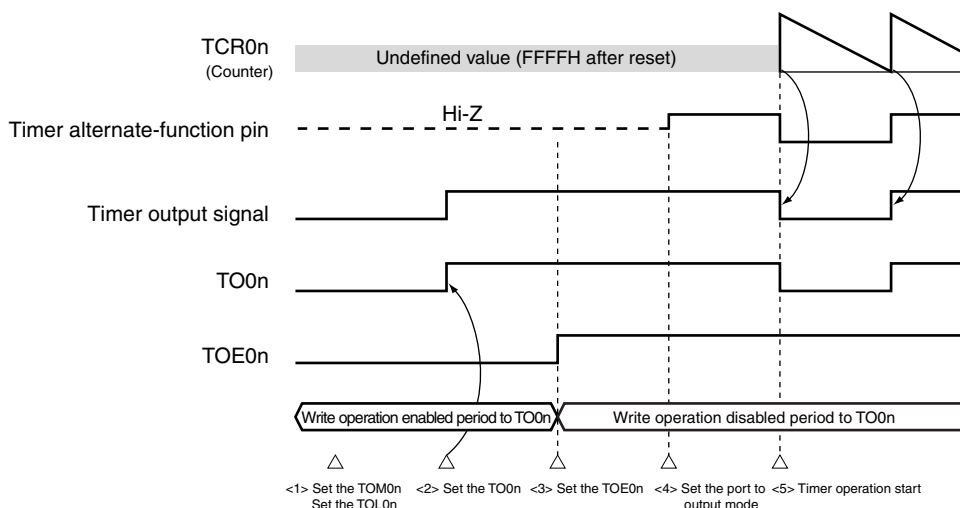 TCR0n
(Counter)
Undefined value (FFFFH after reset)
Hi-Z
Timer alternate-function pin
Timer output signal
TO0n
TOE0n
Write operation enabled period to TO0n
Write operation disabled period to TO0n
<1> Set the TOM0n
Set the TOL0n
<2> Set the TO0n
<3> Set the TOE0n
<4> Set the port to
output mode
<5> Timer operation start